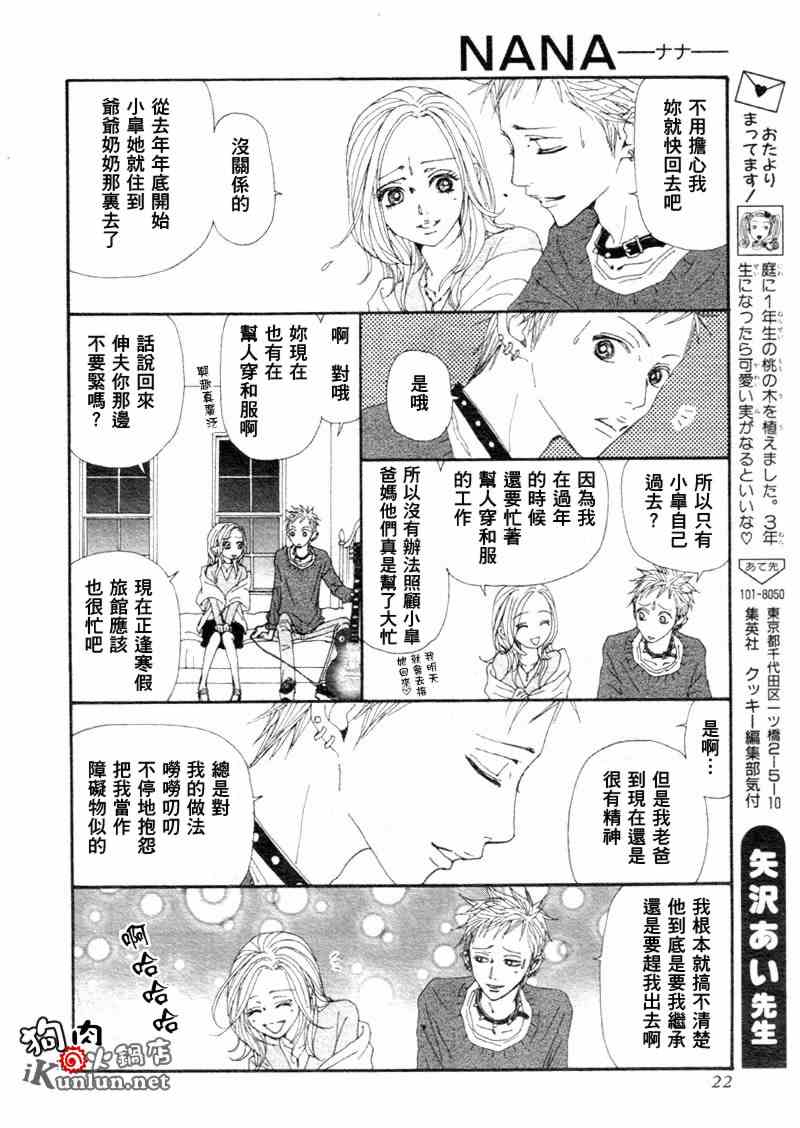 NANA
—ナナ—
不用擔心我
妳就快回去吧
沒關係的
從去年年底開始
小皐她就住到
爺爺奶奶那裏去了
是哦
啊 對哦
妳現在
也有在
幫人穿和服啊
話說回來
伸夫你那邊
不要緊嗎?
現在正逢寒假
旅館應該
也很忙吧
所以只有
小皐自己
過去?
因為我
在過年
的時候
還要忙著
幫人穿和服
的工作
所以沒有辦法照顧小皐
爸媽他們真是幫了大忙
我明天
就會去接
她回來♡
是啊…
但是我老爸
到現在還是
很有精神
總是對
我的做法
嘮嘮叨叨
不停地抱怨
把我當作
障礙物似的
我根本就搞不清楚
他到底是要我繼承
還是要趕我出去啊
啊哈哈哈
おたより
まってます!
庭に1年生の桃の木を植えました。3年
生になったら可愛い実がなるといいな♡
あて先
101-8050
東京都千代田区一ツ橋2-5-10
集英社 クッキー編集部気付
矢沢あい先生
狗肉
火鍋店
iKunlun.net
22